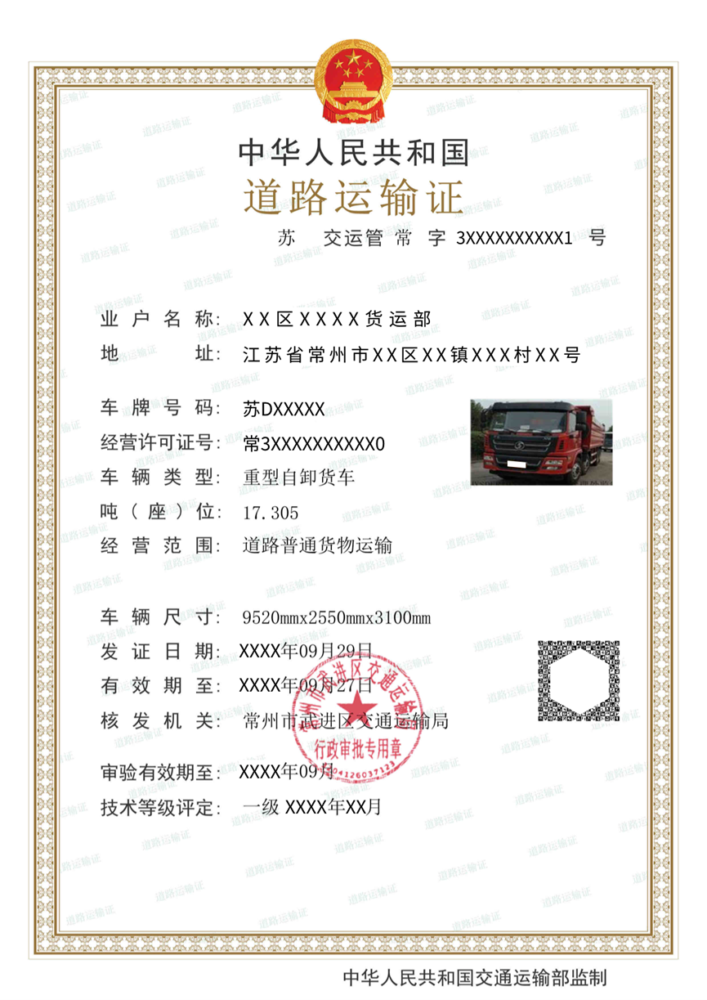 中华人民共和国
道路运输证
苏 交运管 常 字 3XXXXXXXXXX1 号
业户名称: XX区XXXX货运部
地址: 江苏省常州市XX区XX镇XXX村XX号
车牌号码: 苏DXXXXX
经营许可证号: 常3XXXXXXXXXX0
车辆类型: 重型自卸货车
吨(座)位: 17.305
经营范围: 道路普通货物运输
车辆尺寸: 9520mmx2550mmx3100mm
发证日期: XXXX年09月29日
有效期至: XXXX年09月27日
核发机关: 常州市武进区交通运输局
常州市武进区交通运输局
行政审批专用章
3204126037123
审验有效期至: XXXX年09月
技术等级评定: 一级 XXXX年XX月
中华人民共和国交通运输部监制